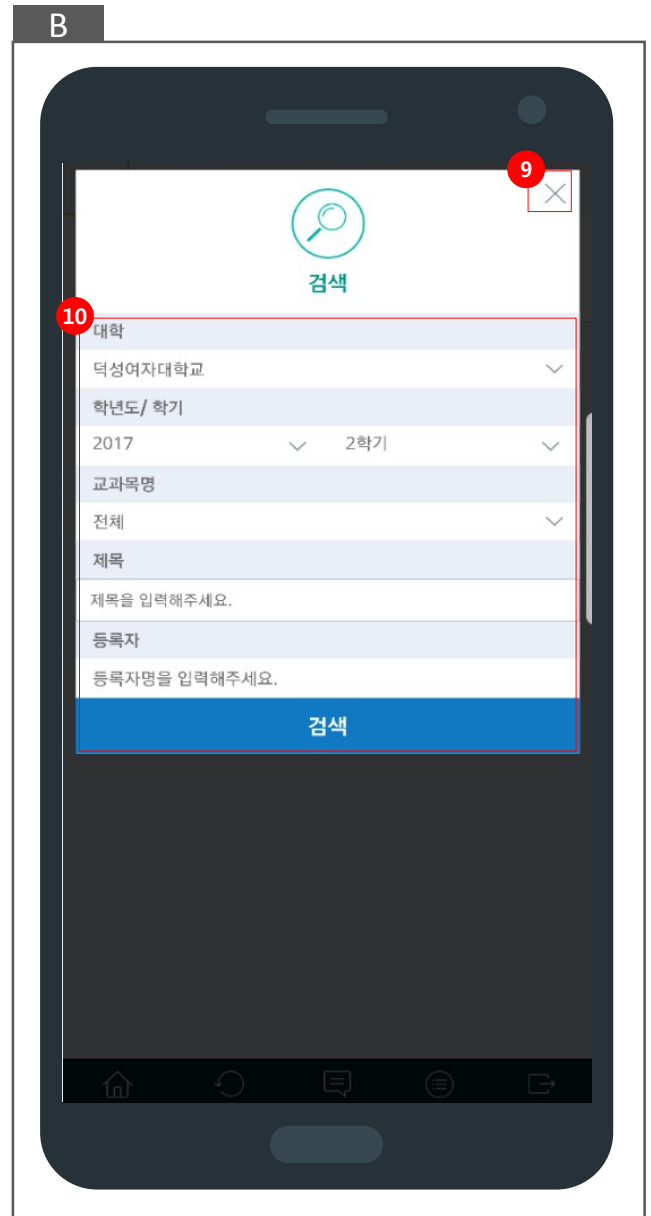 B
9
검색
10
대학
덕성여자대학교
학년도/ 학기
2017 2학기
교과목명
전체
제목
제목을 입력해주세요.
등록자
등록자명을 입력해주세요.
검색